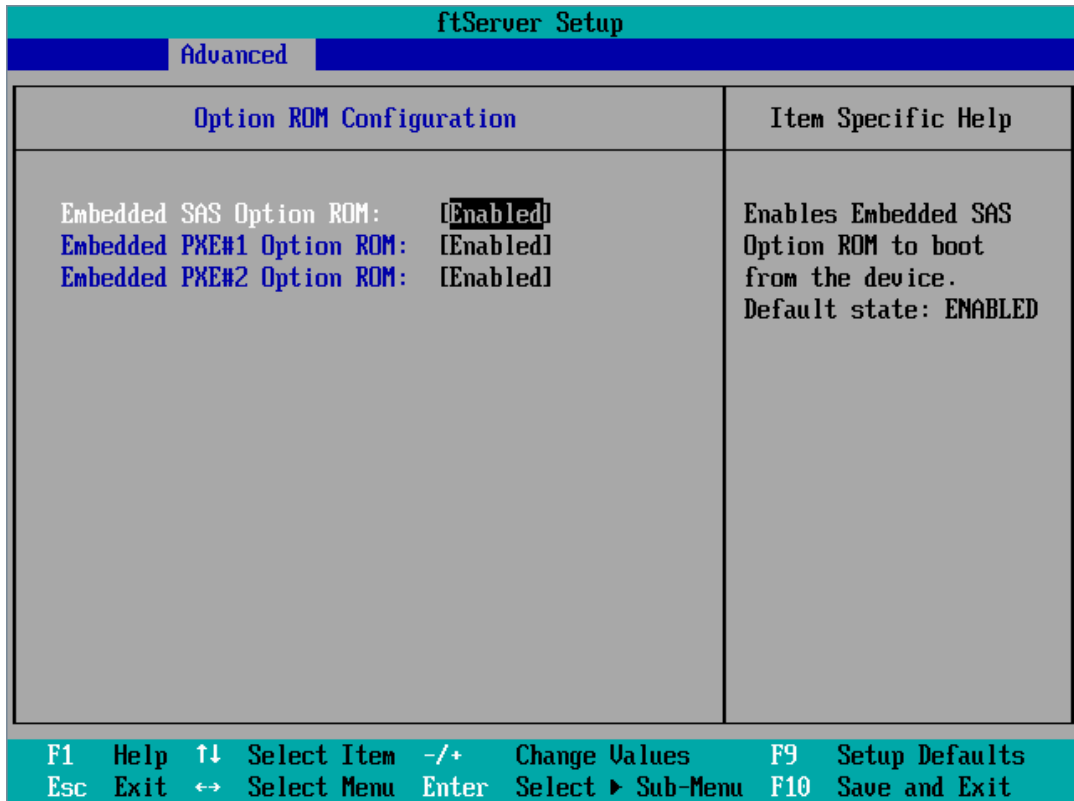 ftServer Setup
Advanced
Option ROM Configuration
Item Specific Help
Embedded SAS Option ROM: [Enabled]
Embedded PXE#1 Option ROM: [Enabled]
Embedded PXE#2 Option ROM: [Enabled]
Enables Embedded SAS
Option ROM to boot
from the device.
Default state: ENABLED
F1 Help ↑↓ Select Item -/+ Change Values F9 Setup Defaults
Esc Exit ↔ Select Menu Enter Select ▶ Sub-Menu F10 Save and Exit